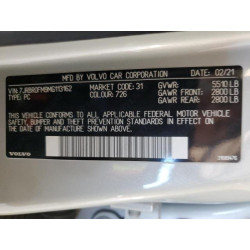 MFD. BY VOLVO CAR CORPORATION DATE: 02/21
MARKET CODE: 31 GVWR: 5510 LB
TYPE: PC COLOUR: 726 GAWR FRONT: 2800 LB
GAWR REAR: 2800 LB
THIS VEHICLE CONFORMS TO ALL APPLICABLE FEDERAL MOTOR VEHICLE
SAFETY, BUMPER AND THEFT PREVENTION STANDARDS IN EFFECT ON THE DATE OF
MANUFACTURE SHOWN ABOVE.
VOLVO